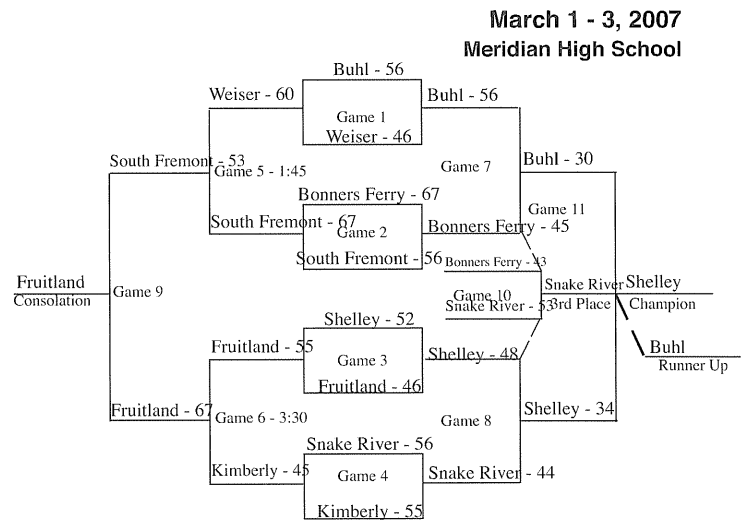 March 1 - 3, 2007
Meridian High School
Buhl - 56
Weiser - 60
Buhl - 56
Game 1
Weiser - 46
South Fremont - 53
Game 5 - 1:45
Game 7
Buhl - 30
Bonners Ferry - 67
Game 11
South Fremont - 67
Game 2
Bonners Ferry - 45
South Fremont - 56
Bonners Ferry - 43
Fruitland
Consolation
Game 9
Game 10
Snake River
3rd Place
Shelley
Champion
Snake River - 53
Shelley - 52
Fruitland - 55
Game 3
Shelley - 48
Buhl
Runner Up
Fruitland - 46
Fruitland - 67
Game 6 - 3:30
Game 8
Shelley - 34
Snake River - 56
Kimberly - 45
Game 4
Snake River - 44
Kimberly - 55